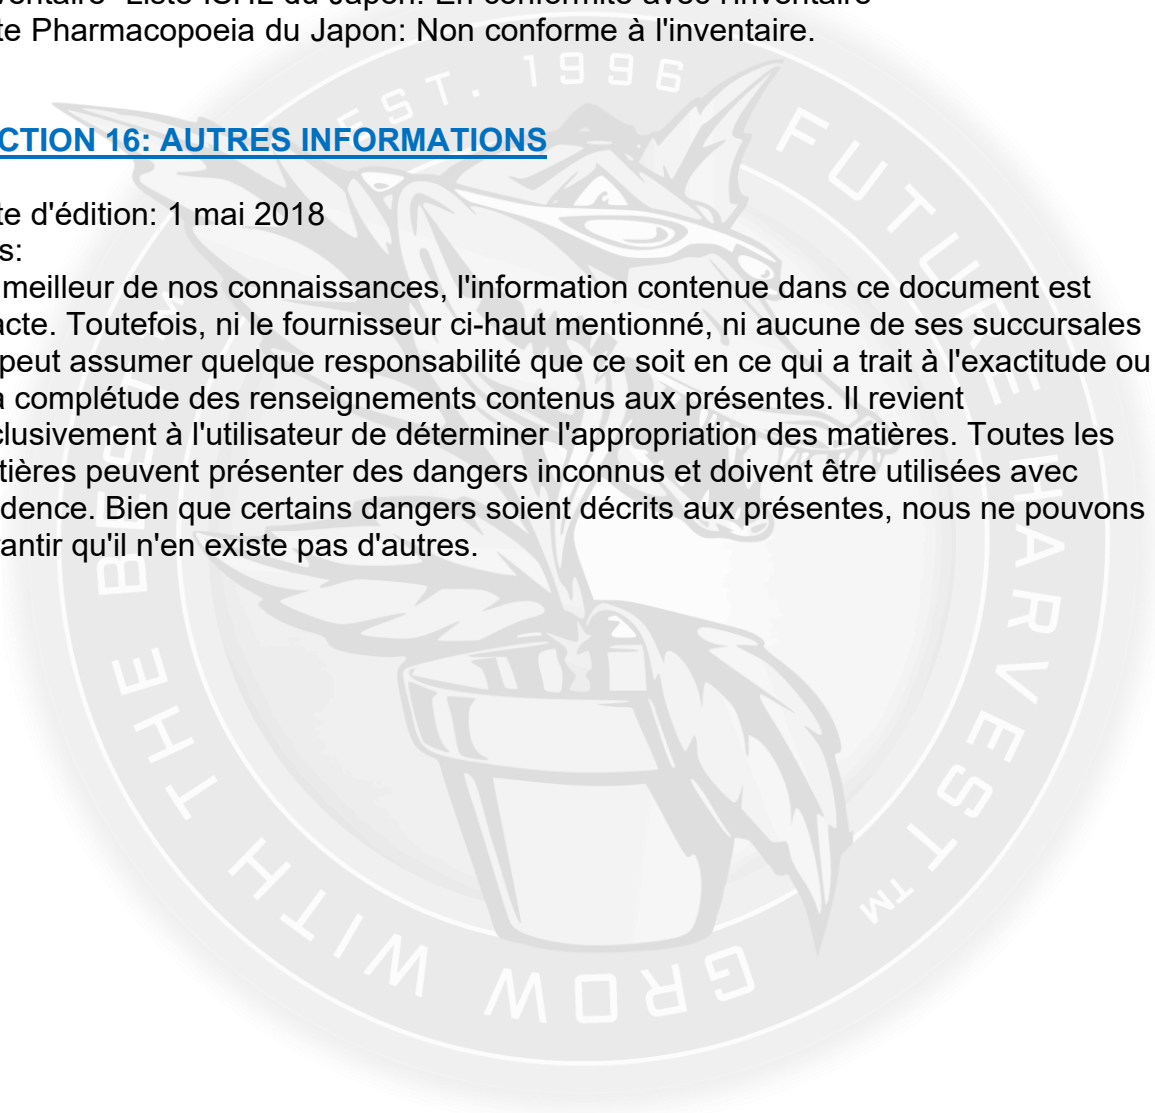 ventaire- Liste ISHL du Japon: En conformité avec l'inventaire
te Pharmacopoeia du Japon: Non conforme à l'inventaire.
CTION 16: AUTRES INFORMATIONS
te d'édition: 1 mai 2018
s:
meilleur de nos connaissances, l'information contenue dans ce document est
acte. Toutefois, ni le fournisseur ci-haut mentionné, ni aucune de ses succursales
peut assumer quelque responsabilité que ce soit en ce qui a trait à l'exactitude ou
a complétude des renseignements contenus aux présentes. Il revient
clusivement à l'utilisateur de déterminer l'appropriation des matières. Toutes les
tières peuvent présenter des dangers inconnus et doivent être utilisées avec
dence. Bien que certains dangers soient décrits aux présentes, nous ne pouvons
antir qu'il n'en existe pas d'autres.
EST. 1996
FUTURE HARVEST™
GROW WITH THE BEST